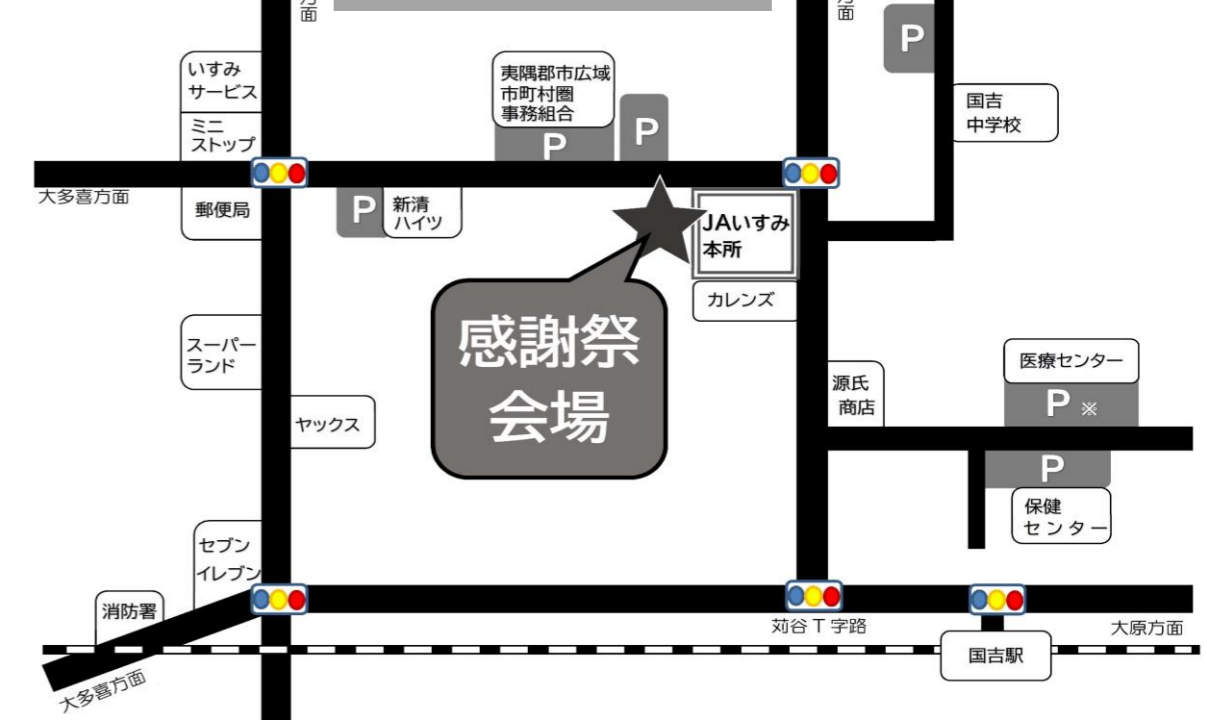 面
面
P
いすみ
サービス
夷隅郡市広域
市町村圏
事務組合
P
P
国吉
中学校
ミニ
ストップ
大多喜方面
郵便局
P
新清
ハイツ
JAいすみ
本所
カレンズ
感謝祭
会場
スーパー
ランド
ヤックス
源氏
商店
医療センター
P ※
P
保健
センター
セブン
イレブン
消防署
苅谷T字路
大原方面
国吉駅
大多喜方面